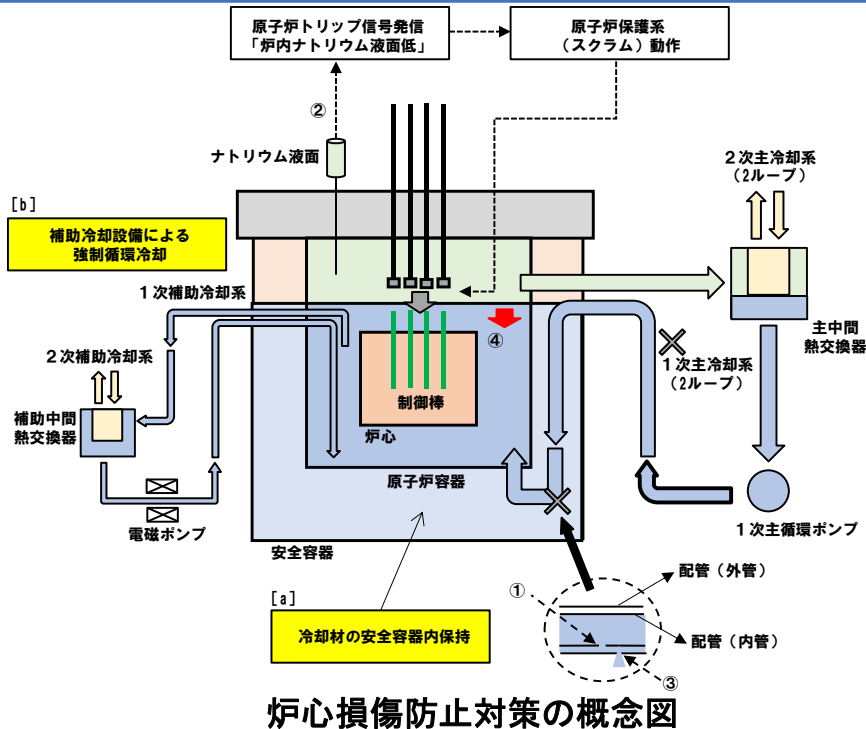 原子炉トリップ信号発信
「炉内ナトリウム液面低」
原子炉保護系
(スクラム)動作
②
ナトリウム液面
２次主冷却系
(2ループ)
[b]
補助冷却設備による
強制循環冷却
１次補助冷却系
④
主中間
熱交換器
１次主冷却系
(2ループ)
２次補助冷却系
制御棒
補助中間
熱交換器
炉心
原子炉容器
電磁ポンプ
１次主循環ポンプ
安全容器
[a]
冷却材の安全容器内保持
①
配管（外管）
配管（内管）
③
炉心損傷防止対策の概念図